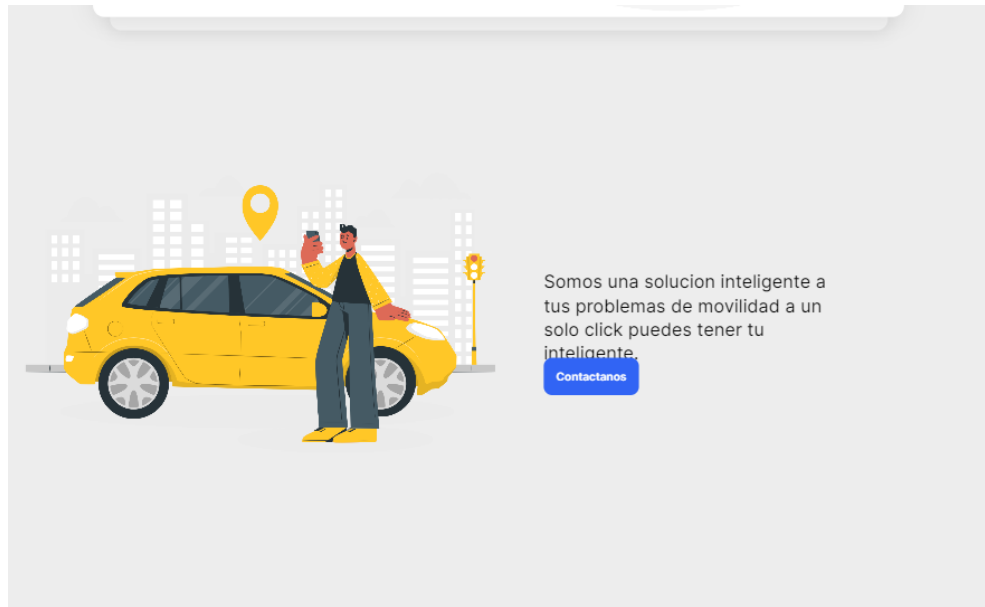 Somos una solucion inteligente a
tus problemas de movilidad a un
solo click puedes tener tu
inteligente.
Contactanos